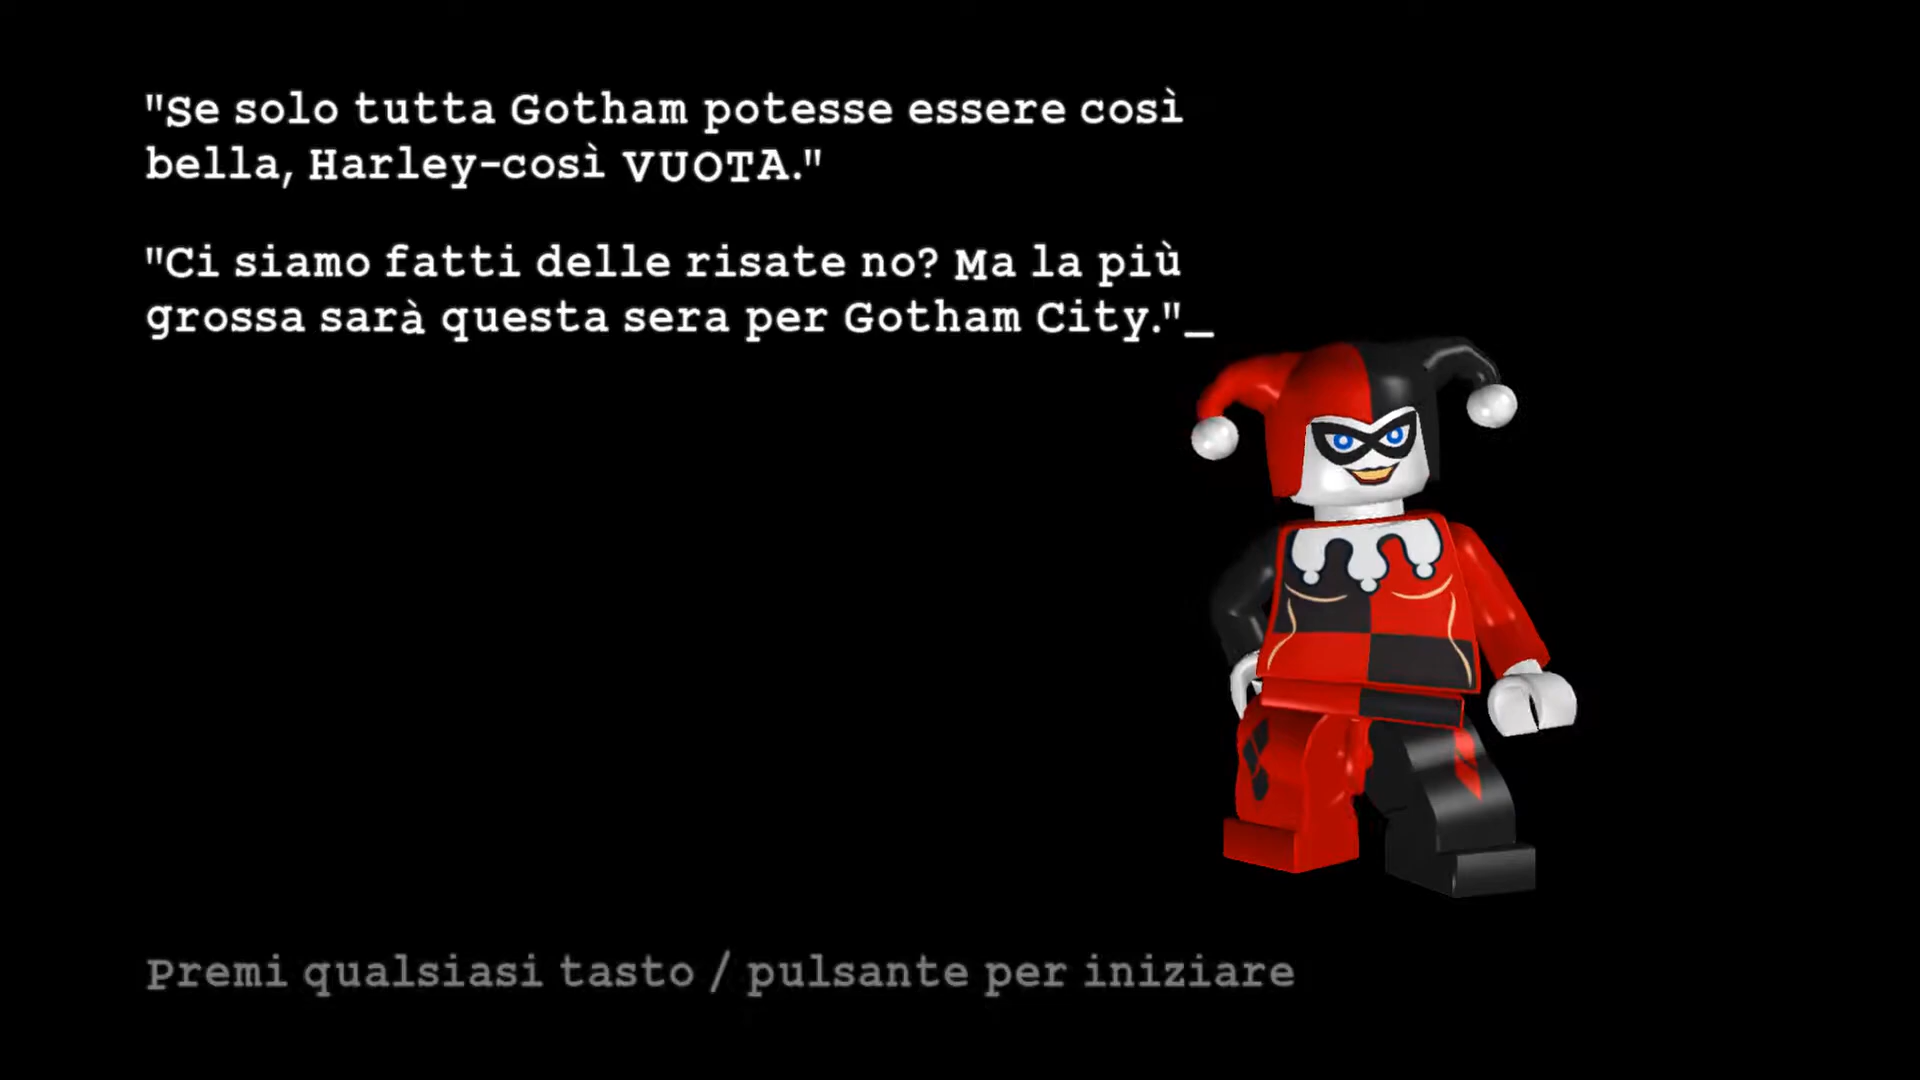 "Se solo tutta Gotham potesse essere così
bella, Harley-così VUOTA."
"Ci siamo fatti delle risate no? Ma la più
grossa sarà questa sera per Gotham City."_
Premi qualsiasi tasto / pulsante per iniziare